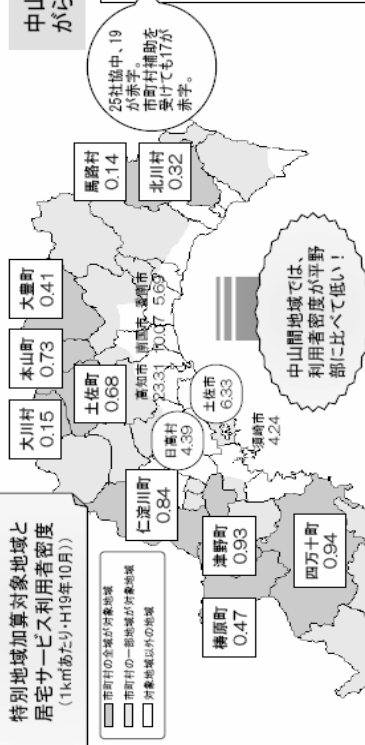 中山
がら
特別地域加算対象地域と
居宅サービス利用者密度
（1k㎡あたり・H19年10月））
市町村の全域が対象地域
市町村の一部地域が対象地域
対象地域以外の地域
25社協中、19
が赤字。
市町村補助を
受けても17が
赤字。
大川村
0.15
本山町
0.73
大豊町
0.41
馬路村
0.14
北川村
0.32
土佐町
0.68
仁淀川町
0.84
高知市
23.31
南国市
10.07
香南市
5.69
日高村
4.39
土佐市
6.33
須崎市
4.24
津野町
0.93
梼原町
0.47
四万十町
0.94
中山間地域では、
利用者密度が平野
部に比べて低い！